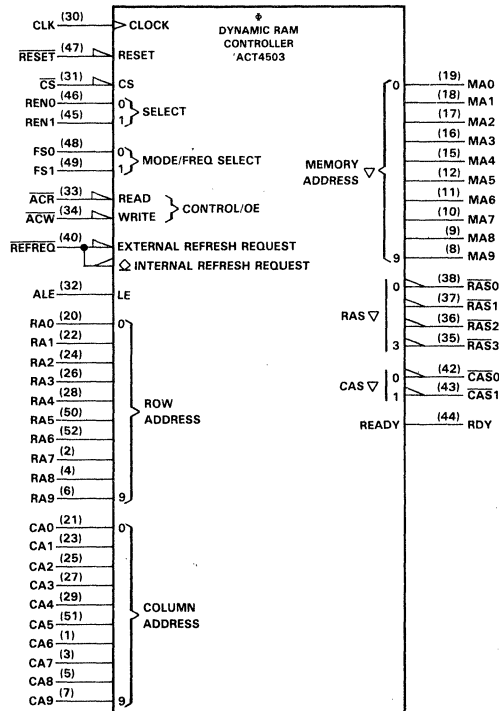 Φ
DYNAMIC RAM
CONTROLLER
'ACT4503
CLK (30) CLOCK
RESET (47) RESET
CS (31) CS
REN0 (46) 0
REN1 (45) 1
SELECT
FS0 (48) 0
FS1 (49) 1
MODE/FREQ SELECT
ACR (33) READ
ACW (34) WRITE
CONTROL/OE
REFREQ (40) EXTERNAL REFRESH REQUEST
INTERNAL REFRESH REQUEST
ALE (32) LE
RA0 (20) 0
RA1 (22)
RA2 (24)
RA3 (26)
RA4 (28)
RA5 (50)
RA6 (52)
RA7 (2)
RA8 (4)
RA9 (6) 9
ROW
ADDRESS
CA0 (21) 0
CA1 (23)
CA2 (25)
CA3 (27)
CA4 (29)
CA5 (51)
CA6 (1)
CA7 (3)
CA8 (5)
CA9 (7) 9
COLUMN
ADDRESS
MEMORY
ADDRESS
0 (19) MA0
(18) MA1
(17) MA2
(16) MA3
(15) MA4
(12) MA5
(11) MA6
(10) MA7
(9) MA8
9 (8) MA9
RAS
0 (38) RAS0
(37) RAS1
(36) RAS2
3 (35) RAS3
CAS
0 (42) CAS0
1 (43) CAS1
READY (44) RDY